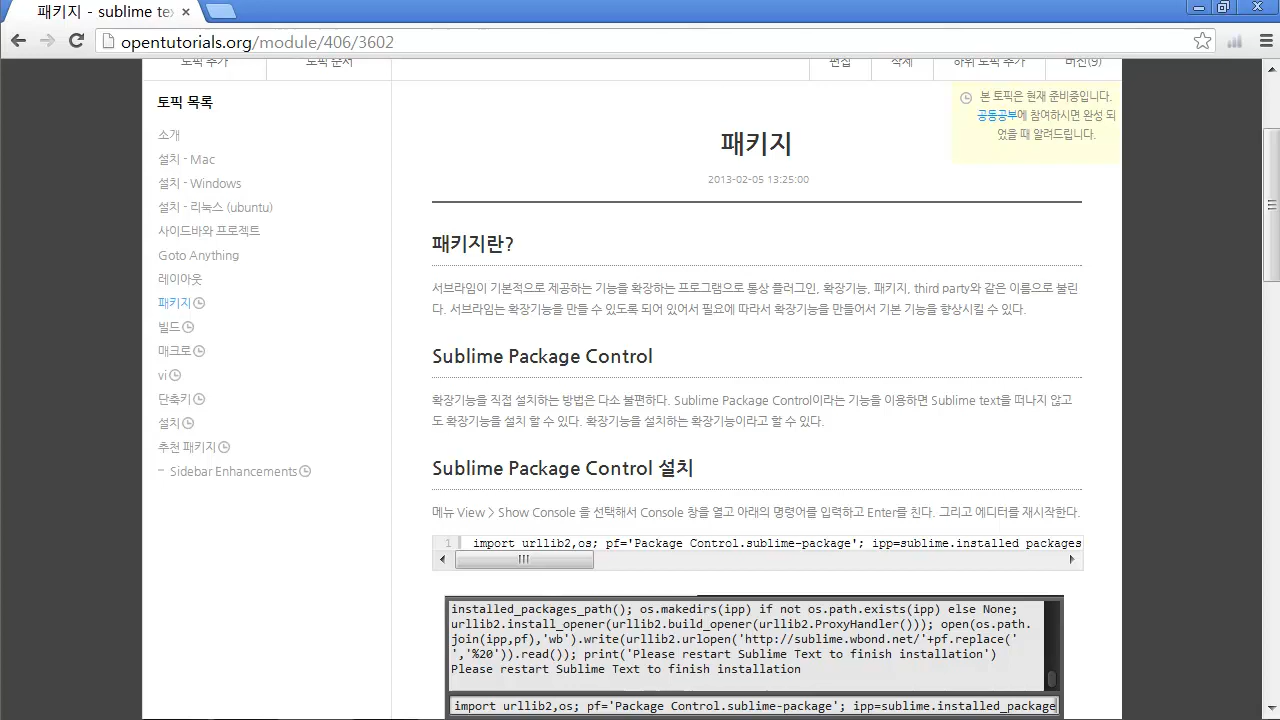 패키지 - sublime te
opentutorials.org/module/406/3602
토픽 추가
토픽 순서
편집
삭제
하위 토픽 추가
버전(9)
토픽 목록
소개
설치 - Mac
설치 - Windows
설치 - 리눅스 (ubuntu)
사이드바와 프로젝트
Goto Anything
레이아웃
패키지
빌드
매크로
vi
단축키
설치
추천 패키지
– Sidebar Enhancements
본 토픽은 현재 준비중입니다.
공동공부에 참여하시면 완성 되
었을 때 알려드립니다.
패키지
2013-02-05 13:25:00
패키지란?
서브라임이 기본적으로 제공하는 기능을 확장하는 프로그램으로 통상 플러그인, 확장기능, 패키지, third party와 같은 이름으로 불린
다. 서브라임는 확장기능을 만들 수 있도록 되어 있어서 필요에 따라서 확장기능을 만들어서 기본 기능을 향상시킬 수 있다.
Sublime Package Control
확장기능을 직접 설치하는 방법은 다소 불편하다. Sublime Package Control이라는 기능을 이용하면 Sublime text을 떠나지 않고
도 확장기능을 설치 할 수 있다. 확장기능을 설치하는 확장기능이라고 할 수 있다.
Sublime Package Control 설치
메뉴 View > Show Console 을 선택해서 Console 창을 열고 아래의 명령어를 입력하고 Enter를 친다. 그리고 에디터를 재시작한다.
1 import urllib2,os; pf='Package Control.sublime-package'; ipp=sublime.installed_packages
installed_packages_path(); os.makedirs(ipp) if not os.path.exists(ipp) else None;
urllib2.install_opener(urllib2.build_opener(urllib2.ProxyHandler())); open(os.path.
join(ipp,pf),'wb').write(urllib2.urlopen('http://sublime.wbond.net/'+pf.replace('
','%20')).read()); print('Please restart Sublime Text to finish installation')
Please restart Sublime Text to finish installation
import urllib2,os; pf='Package Control.sublime-package'; ipp=sublime.installed_package